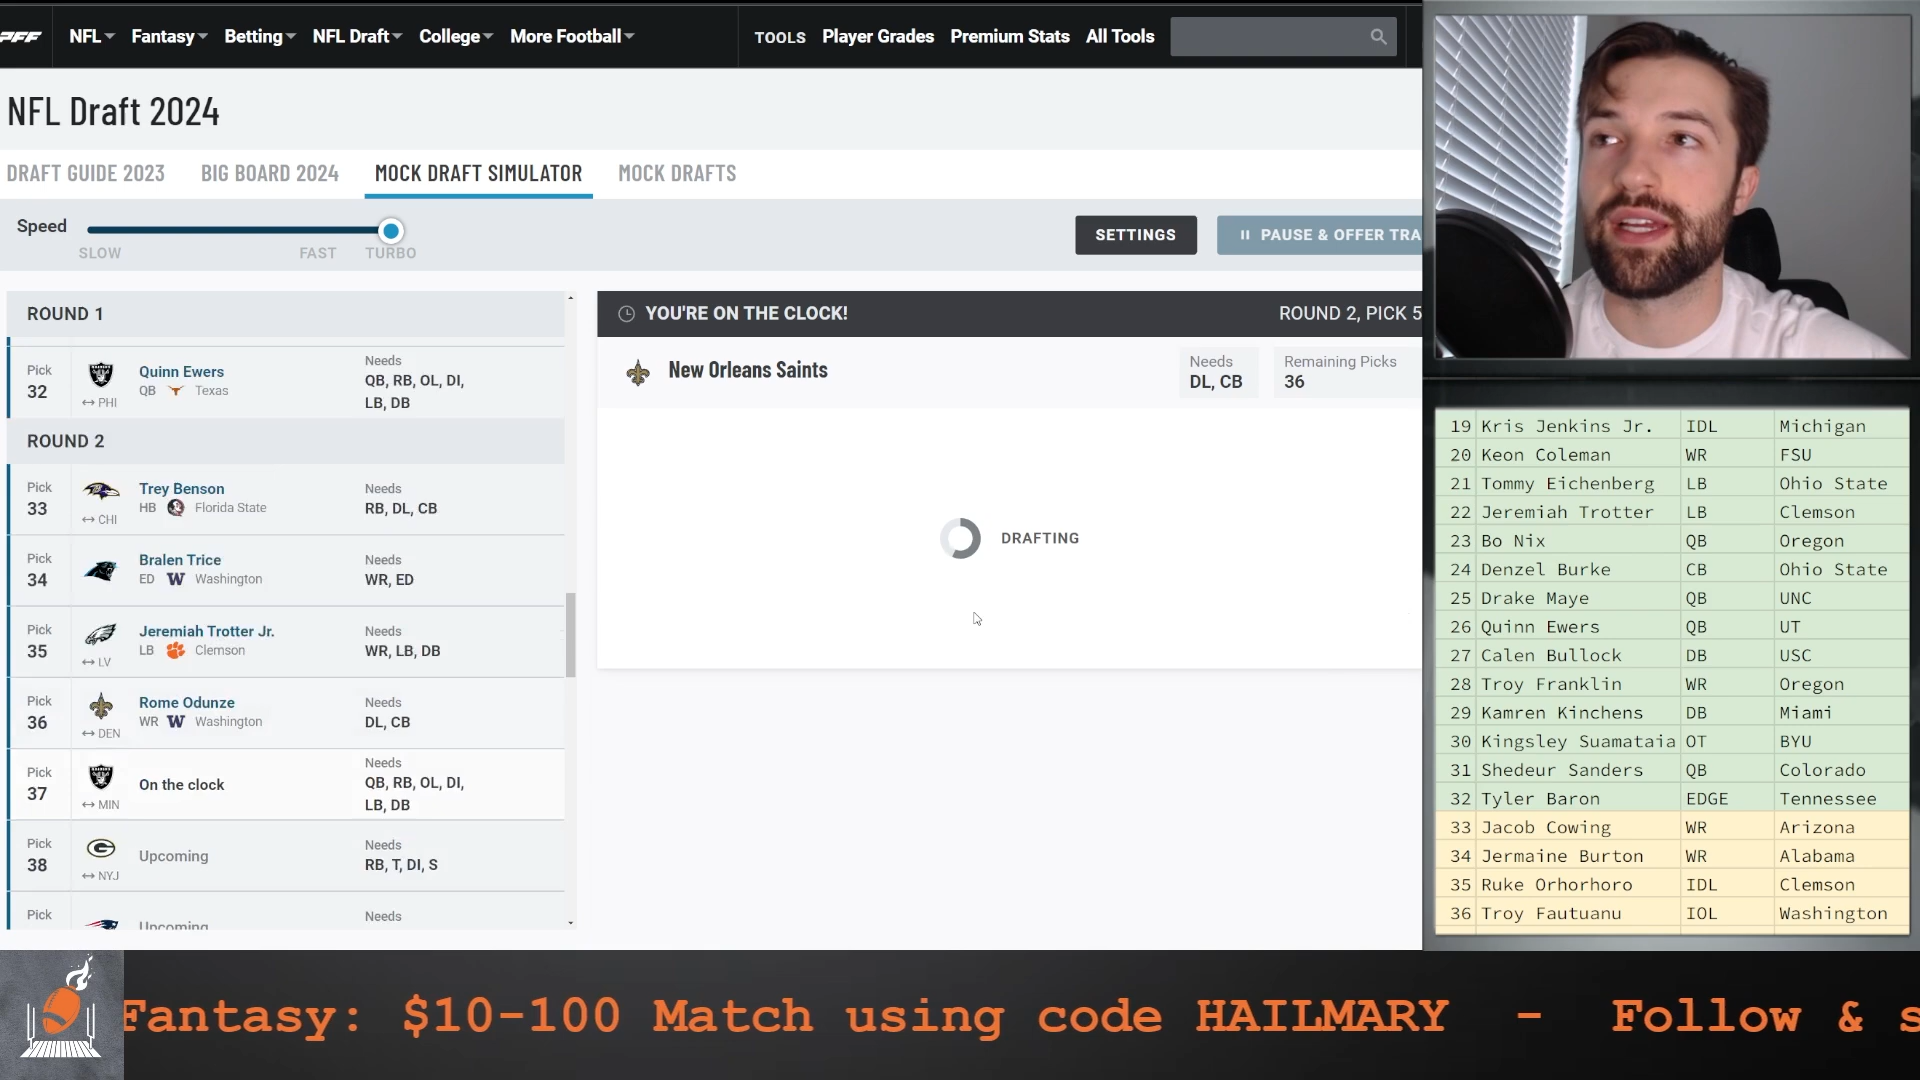 PFF NFL Fantasy Betting NFL Draft College More Football TOOLS Player Grades Premium Stats All Tools
NFL Draft 2024
DRAFT GUIDE 2023 BIG BOARD 2024 MOCK DRAFT SIMULATOR MOCK DRAFTS
Speed
SLOW FAST TURBO
SETTINGS
PAUSE & OFFER TRA
ROUND 1
Pick 32 PHI Quinn Ewers QB Texas Needs QB, RB, OL, DI, LB, DB
ROUND 2
Pick 33 CHI Trey Benson HB Florida State Needs RB, DL, CB
Pick 34 Bralen Trice ED W Washington Needs WR, ED
Pick 35 LV Jeremiah Trotter Jr. LB Clemson Needs WR, LB, DB
Pick 36 DEN Rome Odunze WR W Washington Needs DL, CB
Pick 37 MIN On the clock Needs QB, RB, OL, DI, LB, DB
Pick 38 NYJ Upcoming Needs RB, T, DI, S
Pick Upcoming Needs
YOU'RE ON THE CLOCK! ROUND 2, PICK 5
New Orleans Saints
Needs DL, CB
Remaining Picks 36
DRAFTING
19 Kris Jenkins Jr. IDL Michigan
20 Keon Coleman WR FSU
21 Tommy Eichenberg LB Ohio State
22 Jeremiah Trotter LB Clemson
23 Bo Nix QB Oregon
24 Denzel Burke CB Ohio State
25 Drake Maye QB UNC
26 Quinn Ewers QB UT
27 Calen Bullock DB USC
28 Troy Franklin WR Oregon
29 Kamren Kinchens DB Miami
30 Kingsley Suamataia OT BYU
31 Shedeur Sanders QB Colorado
32 Tyler Baron EDGE Tennessee
33 Jacob Cowing WR Arizona
34 Jermaine Burton WR Alabama
35 Ruke Orhorhoro IDL Clemson
36 Troy Fautuanu IOL Washington
Fantasy: $10-100 Match using code HAILMARY - Follow & s